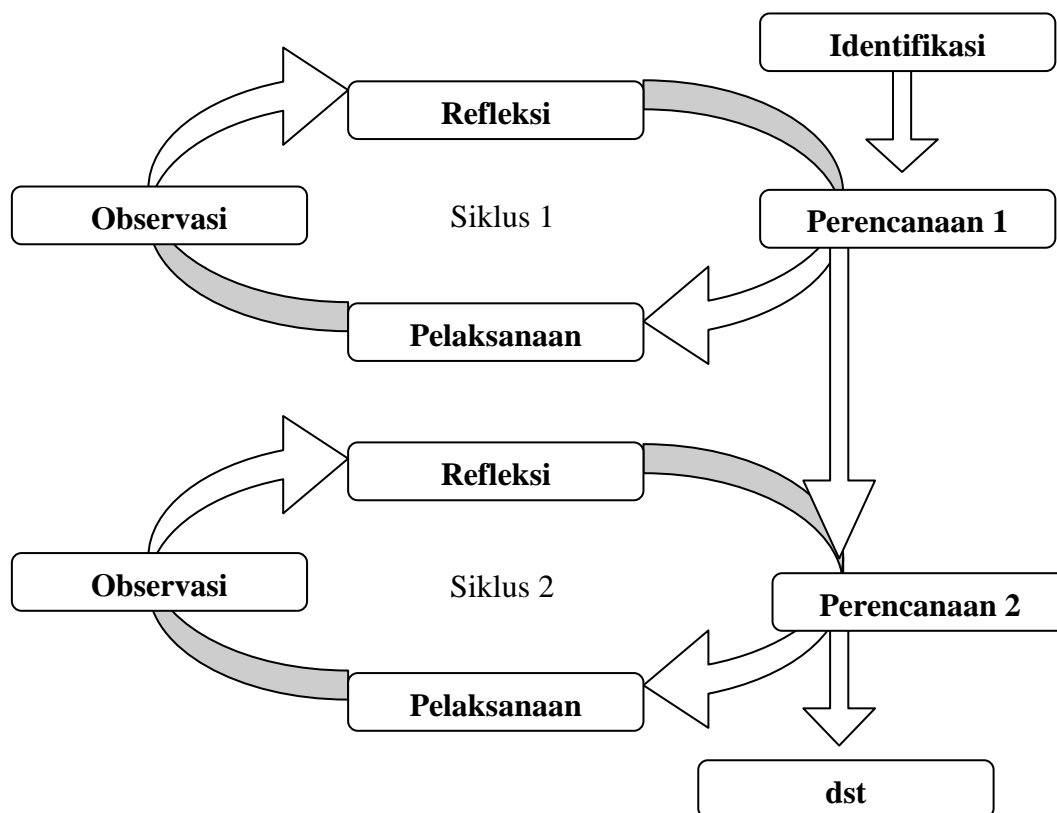 Identifikasi
Refleksi
Observasi
Siklus 1
Perencanaan 1
Pelaksanaan
Refleksi
Observasi
Siklus 2
Perencanaan 2
Pelaksanaan
dst